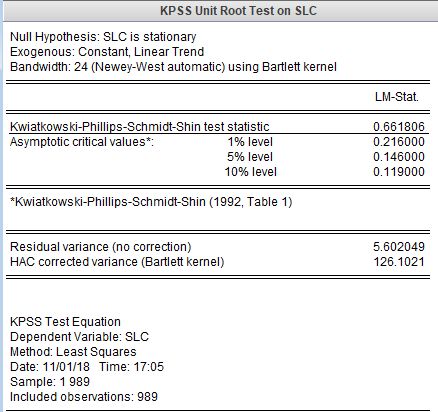 KPSS Unit Root Test on SLC
Null Hypothesis: SLC is stationary
Exogenous: Constant, Linear Trend
Bandwidth: 24 (Newey-West automatic) using Bartlett kernel
LM-Stat.
Kwiatkowski-Phillips-Schmidt-Shin test statistic 0.661806
Asymptotic critical values*: 1% level 0.216000
5% level 0.146000
10% level 0.119000
*Kwiatkowski-Phillips-Schmidt-Shin (1992, Table 1)
Residual variance (no correction) 5.602049
HAC corrected variance (Bartlett kernel) 126.1021
KPSS Test Equation
Dependent Variable: SLC
Method: Least Squares
Date: 11/01/18 Time: 17:05
Sample: 1 989
Included observations: 989